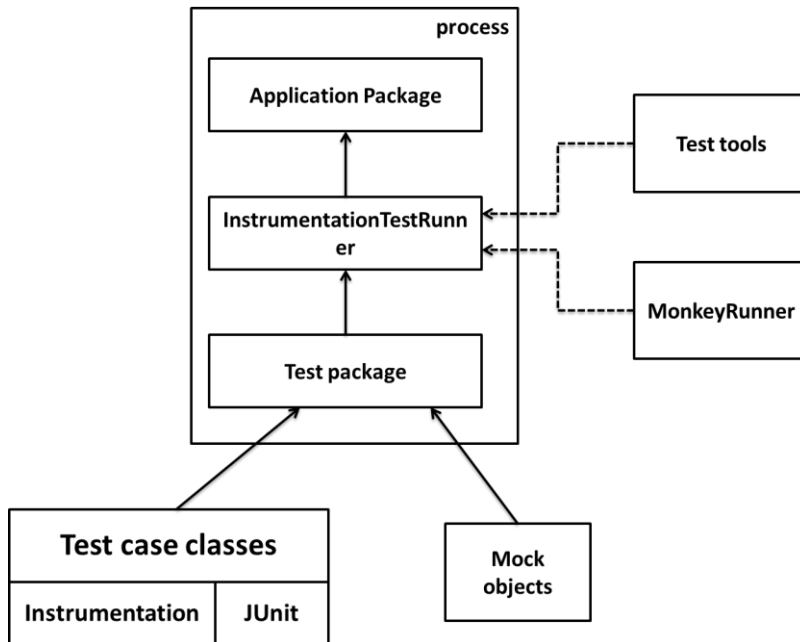 process
Application Package
Test tools
InstrumentationTestRunn
er
MonkeyRunner
Test package
Test case classes
Instrumentation
JUnit
Mock
objects